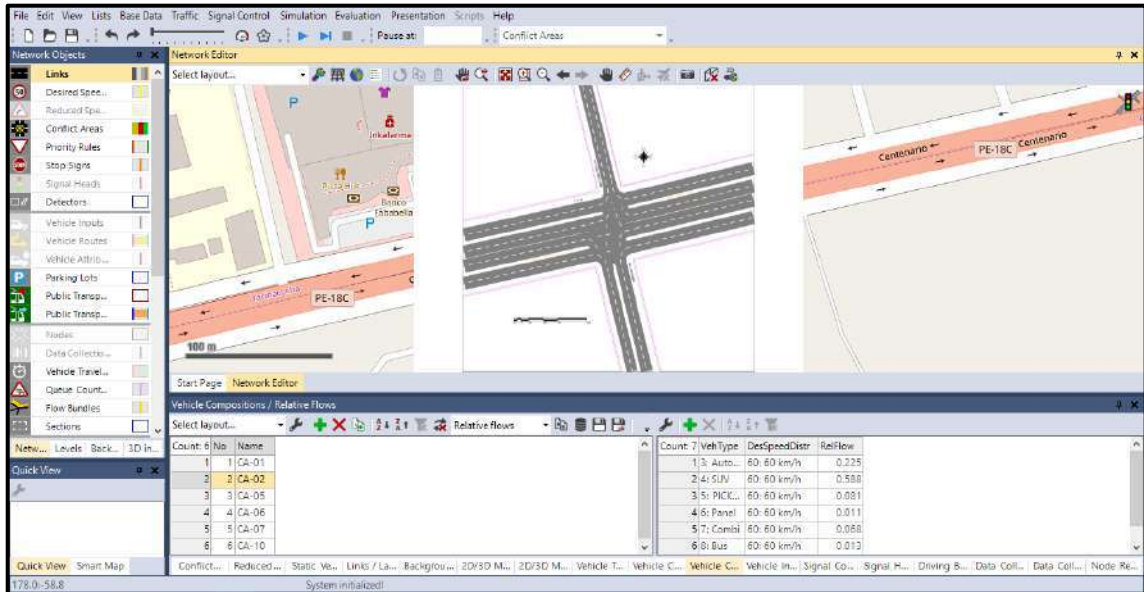 File Edit View Lists Base Data Traffic Signal Control Simulation Evaluation Presentation Scripts Help
Pause at: Conflict Areas
Network Objects
Network Editor
Links
Select layout...
Desired Spee...
Reduced Spe...
Conflict Areas
Priority Rules
Stop Signs
Signal Heads
Detectors
Vehicle Inputs
Vehicle Routes
Vehicle Attrib...
Parking Lots
Public Transp...
Public Transp...
Nodes
Data Collectio...
Vehicle Travel...
Queue Count...
Flow Bundles
Sections
Netw... Levels Back... 3D in...
P
Inkafarma
Pizza Hut
Banco
Falabella
P
PE-18C
100 m
Centenario
PE-18C
Centenario
Start Page Network Editor
Vehicle Compositions / Relative Flows
Select layout... Relative flows
Count: 6 No Name
1 1 CA-01
2 2 CA-02
3 3 CA-05
4 4 CA-06
5 5 CA-07
6 6 CA-10
Count: 7 VehType DesSpeedDistr RelFlow
1 3: Auto... 60: 60 km/h 0.225
2 4: SUV 60: 60 km/h 0.588
3 5: PICK... 60: 60 km/h 0.081
4 6: Panel 60: 60 km/h 0.011
5 7: Combi 60: 60 km/h 0.068
6 8: Bus 60: 60 km/h 0.013
Quick View
Quick View Smart Map
Conflict... Reduced... Static Ve... Links / La... Backgrou... 2D/3D M... 2D/3D M... Vehicle T... Vehicle C... Vehicle C... Vehicle In... Signal Co... Signal H... Driving B... Data Coll... Data Coll... Node Re...
178.0:-58.8
System initialized!